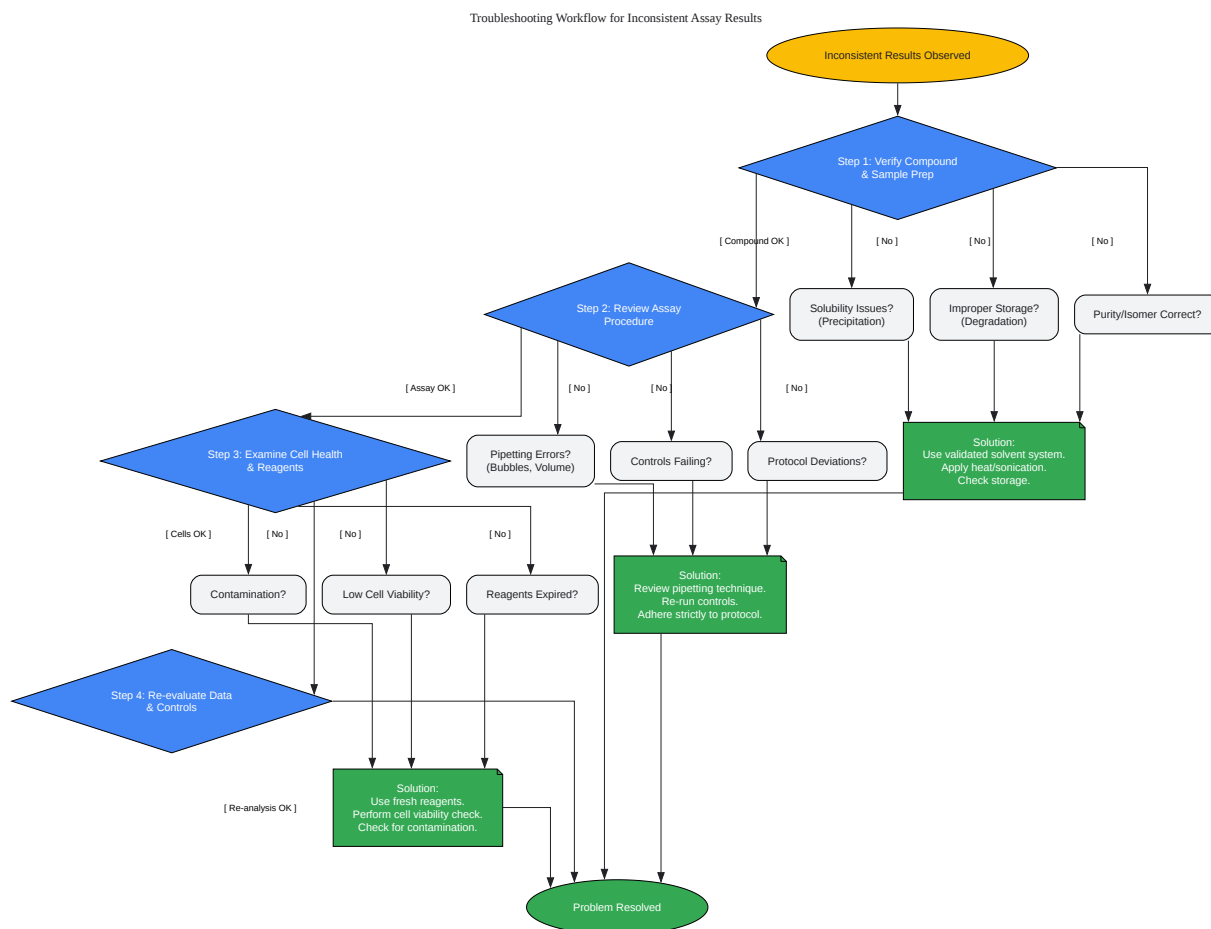 Troubleshooting Workflow for Inconsistent Assay Results
Inconsistent Results Observed
Step 1: Verify Compound
& Sample Prep
[ Compound OK ]
[ No ]
[ No ]
[ No ]
Step 2: Review Assay
Procedure
Solubility Issues?
(Precipitation)
Improper Storage?
(Degradation)
Purity/Isomer Correct?
[ Assay OK ]
[ No ]
[ No ]
[ No ]
Step 3: Examine Cell Health
& Reagents
Pipetting Errors?
(Bubbles, Volume)
Controls Failing?
Protocol Deviations?
Solution:
Use validated solvent system.
Apply heat/sonication.
Check storage.
[ Cells OK ]
[ No ]
[ No ]
[ No ]
Contamination?
Low Cell Viability?
Reagents Expired?
Solution:
Review pipetting technique.
Re-run controls.
Adhere strictly to protocol.
Step 4: Re-evaluate Data
& Controls
[ Re-analysis OK ]
Solution:
Use fresh reagents.
Perform cell viability check.
Check for contamination.
Problem Resolved